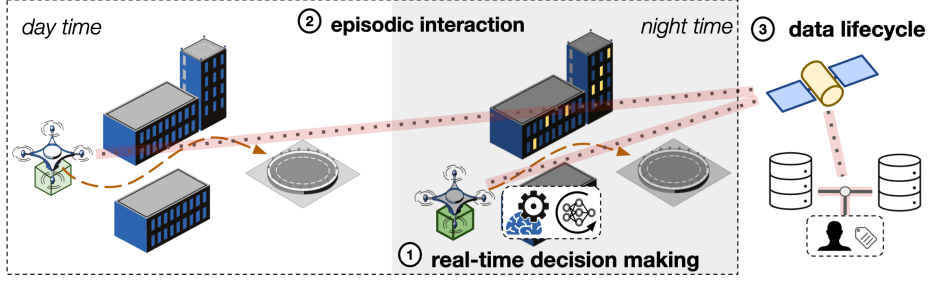 day time
② episodic interaction
night time
③ data lifecycle
① real-time decision making